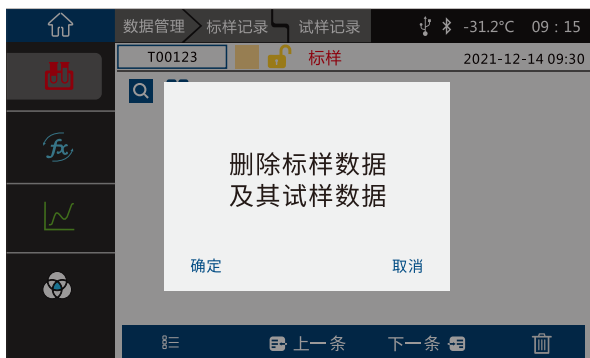 数据管理 标样记录 试样记录 -31.2°C 09：15
T00123 标样 2021-12-14 09:30
fx
删除标样数据
及其试样数据
确定 取消
上一条 下一条